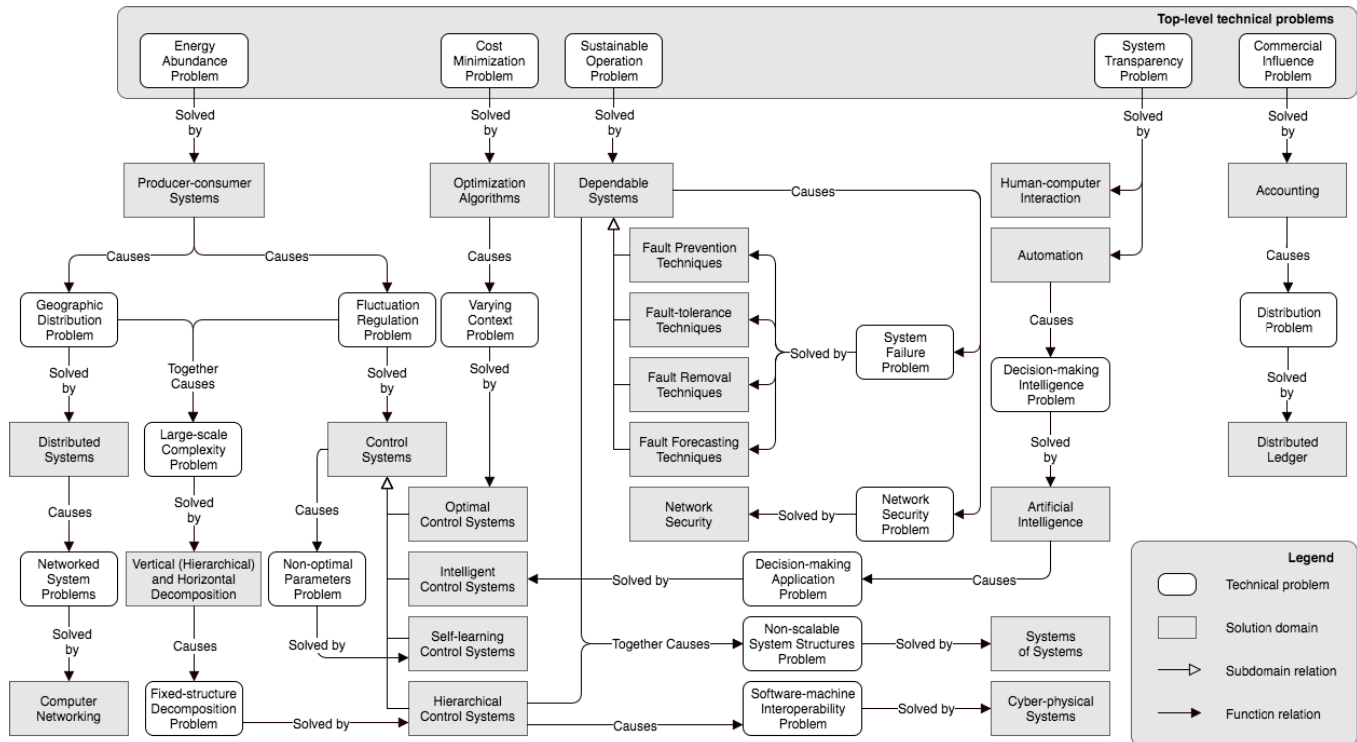 Top-level technical problems
Energy
Abundance
Problem
Cost
Minimization
Problem
Sustainable
Operation
Problem
System
Transparency
Problem
Commercial
Influence
Problem
Solved
by
Solved
by
Solved
by
Solved
by
Solved
by
Producer-consumer
Systems
Optimization
Algorithms
Dependable
Systems
Causes
Human-computer
Interaction
Accounting
Causes
Causes
Causes
Fault Prevention
Techniques
Automation
Causes
Geographic
Distribution
Problem
Fluctuation
Regulation
Problem
Varying
Context
Problem
Fault-tolerance
Techniques
Causes
Distribution
Problem
Solved by
System
Failure
Problem
Solved
by
Together
Causes
Solved
by
Solved
by
Fault Removal
Techniques
Decision-making
Intelligence
Problem
Solved
by
Distributed
Systems
Large-scale
Complexity
Problem
Control
Systems
Fault Forecasting
Techniques
Solved
by
Distributed
Ledger
Causes
Solved
by
Causes
Optimal
Control Systems
Network
Security
Solved by
Network
Security
Problem
Artificial
Intelligence
Networked
System
Problems
Vertical (Hierarchical)
and Horizontal
Decomposition
Non-optimal
Parameters
Problem
Intelligent
Control Systems
Solved by
Decision-making
Application
Problem
Causes
Legend
Technical problem
Solution domain
Subdomain relation
Function relation
Solved
by
Causes
Solved by
Self-learning
Control Systems
Together Causes
Non-scalable
System Structures
Problem
Solved by
Systems
of Systems
Computer
Networking
Fixed-structure
Decomposition
Problem
Solved by
Hierarchical
Control Systems
Causes
Software-machine
Interoperability
Problem
Solved by
Cyber-physical
Systems